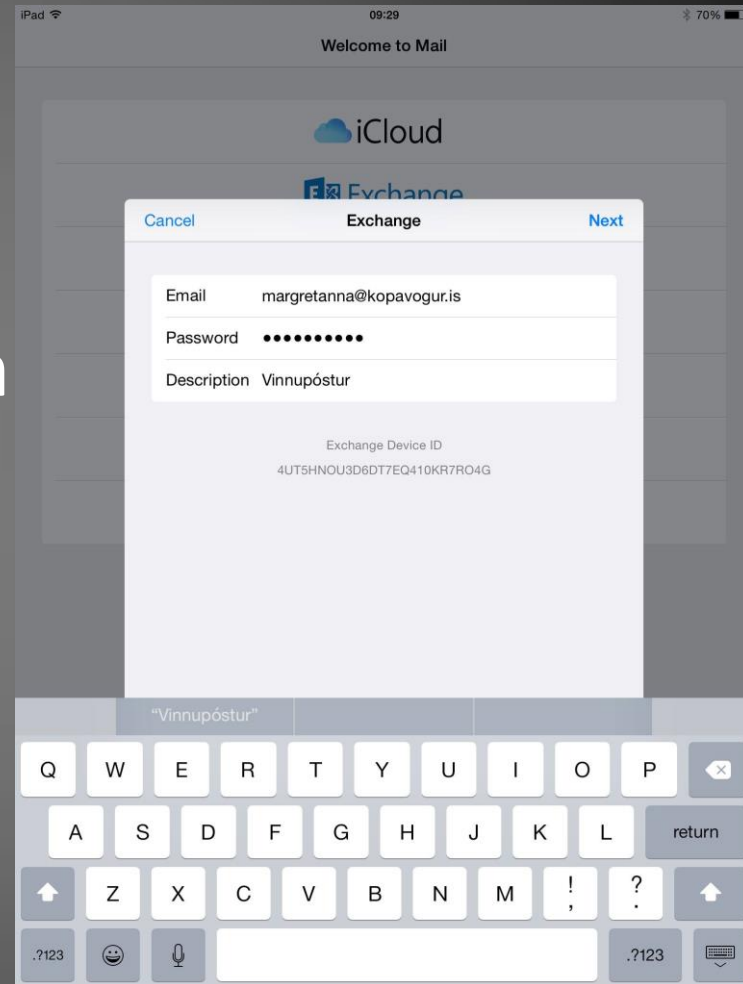 iPad 09:29 70%
Welcome to Mail
iCloud
Exchange
Cancel Exchange Next
Email margretanna@kopavogur.is
Password ●●●●●●●●●●
Description Vinnupóstur
Exchange Device ID
4UT5HNOU3D6DT7EQ410KR7RO4G
"Vinnupóstur"
Q W E R T Y U I O P
A S D F G H J K L return
Z X C V B N M ! , ? .
.?123 .?123